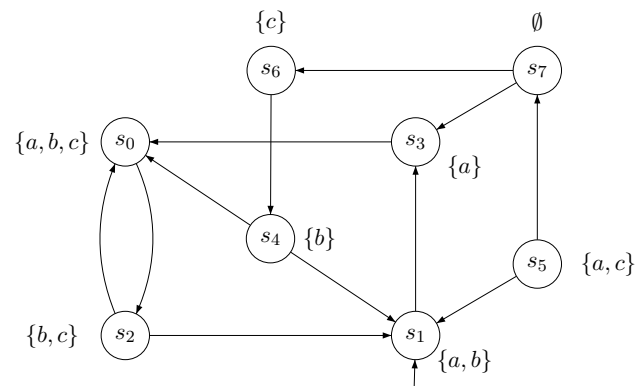 {c} ∅
s₆ s₇
{a, b, c} s₀ s₃
{a}
s₄ {b}
s₅ {a, c}
{b, c} s₂ s₁
{a, b}